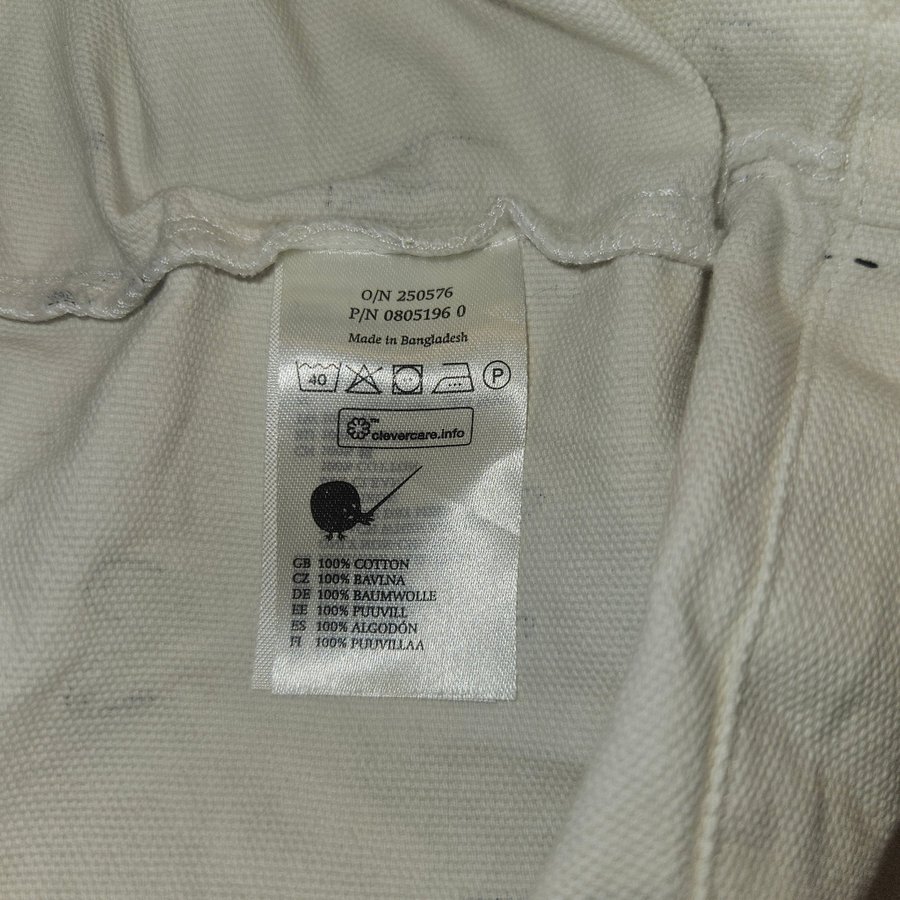 O/N 250576
P/N 0805196 0
Made in Bangladesh
40 P
™
clevercare.info
GB 100% COTTON
CZ 100% BAVLNA
DE 100% BAUMWOLLE
EE 100% PUUVILL
ES 100% ALGODÓN
FI 100% PUUVILLAA